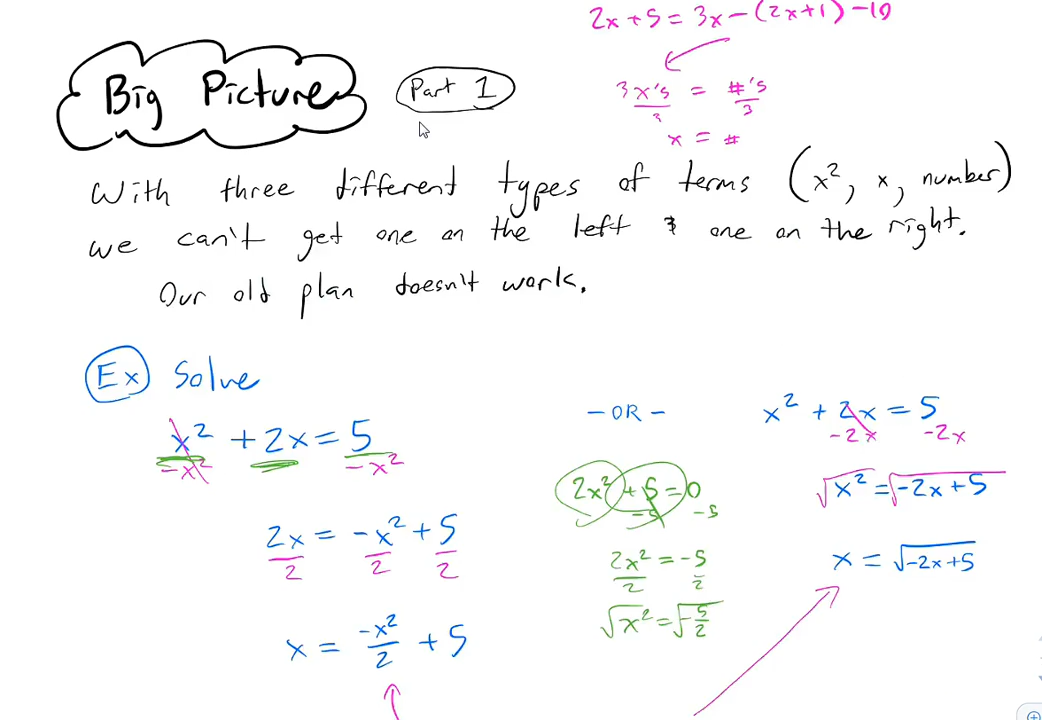 2x + 5 = 3x - (2x+1) - 10
Big Picture
Part 1
3x's = #'s
3 3
x = #
With three different types of terms (x², x, number)
we can't get one on the left & one on the right.
Our old plan doesn't work.
Ex Solve
x² + 2x = 5
-x² -x²
2x = -x² + 5
2 2 2
x = -x²/2 + 5
- OR -
2x² + 5 = 0
-5 -5
2x² = -5
2 2
√x² = √-5/2
x² + 2x = 5
-2x -2x
√x² = √-2x + 5
x = √-2x + 5